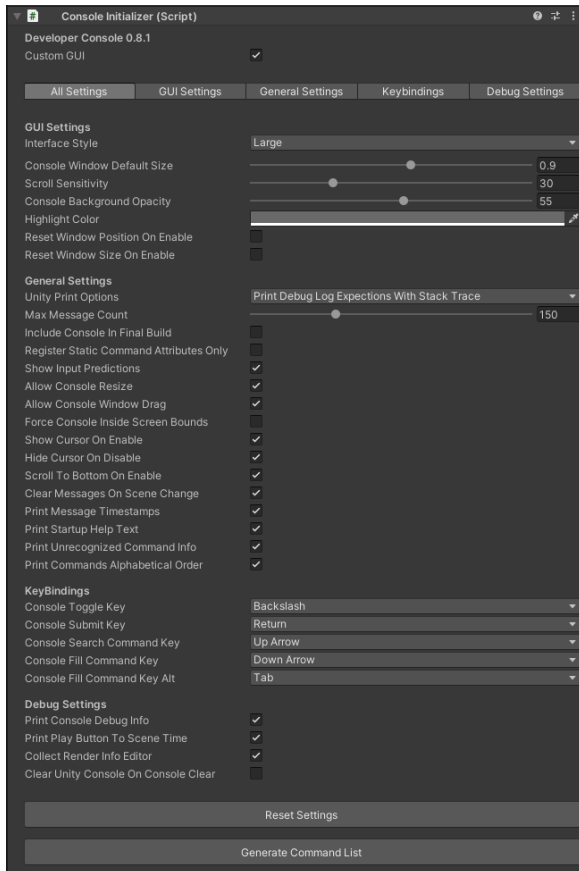 Console Initializer (Script)
Developer Console 0.8.1
Custom GUI
All Settings GUI Settings General Settings Keybindings Debug Settings
GUI Settings
Interface Style Large
Console Window Default Size 0.9
Scroll Sensitivity 30
Console Background Opacity 55
Highlight Color
Reset Window Position On Enable
Reset Window Size On Enable
General Settings
Unity Print Options Print Debug Log Expections With Stack Trace
Max Message Count 150
Include Console In Final Build
Register Static Command Attributes Only
Show Input Predictions
Allow Console Resize
Allow Console Window Drag
Force Console Inside Screen Bounds
Show Cursor On Enable
Hide Cursor On Disable
Scroll To Bottom On Enable
Clear Messages On Scene Change
Print Message Timestamps
Print Startup Help Text
Print Unrecognized Command Info
Print Commands Alphabetical Order
KeyBindings
Console Toggle Key Backslash
Console Submit Key Return
Console Search Command Key Up Arrow
Console Fill Command Key Down Arrow
Console Fill Command Key Alt Tab
Debug Settings
Print Console Debug Info
Print Play Button To Scene Time
Collect Render Info Editor
Clear Unity Console On Console Clear
Reset Settings
Generate Command List